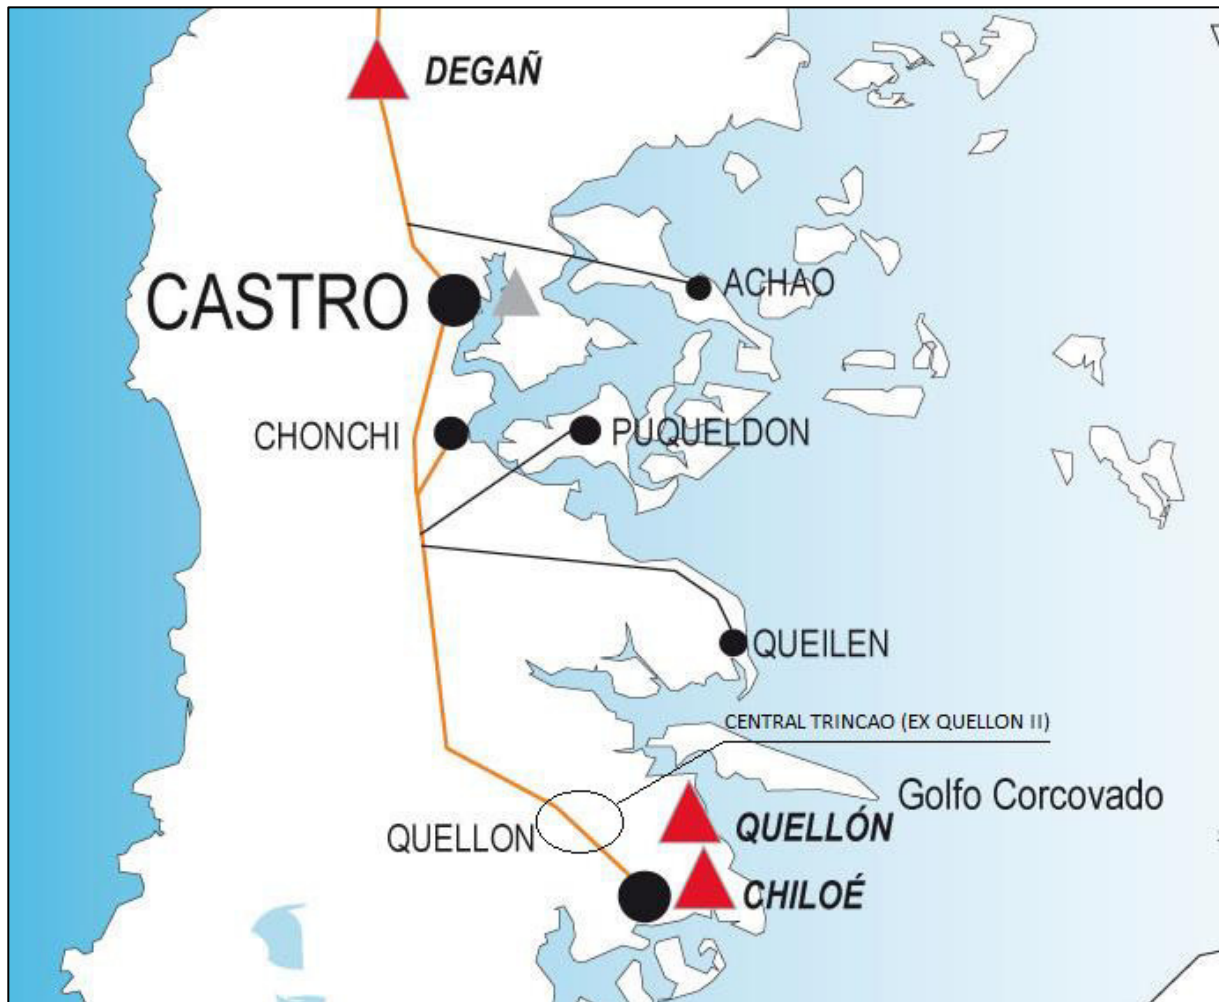 DEGAÑ
CASTRO
ACHAO
CHONCHI
PUQUELDON
QUEILEN
CENTRAL TRINCAO (EX QUELLON II)
Golfo Corcovado
QUELLON
QUELLÓN
CHILOÉ